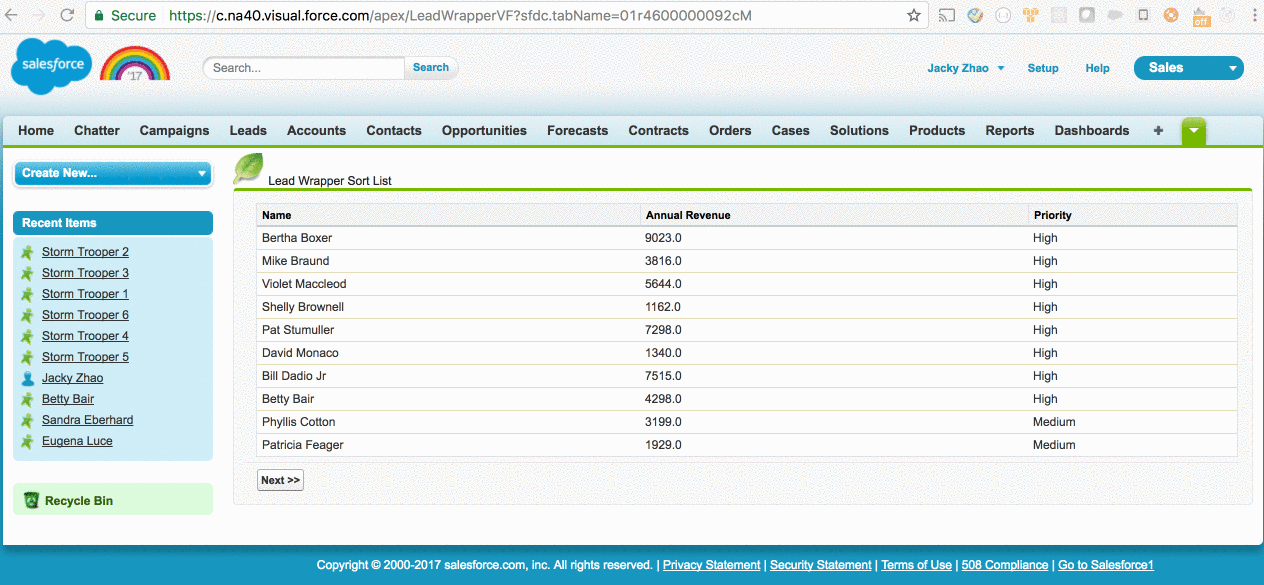 Secure https://c.na40.visual.force.com/apex/LeadWrapperVF?sfdc.tabName=01r4600000092cM
off
salesforce
'17
Search... Search
Jacky Zhao Setup Help Sales
Home Chatter Campaigns Leads Accounts Contacts Opportunities Forecasts Contracts Orders Cases Solutions Products Reports Dashboards +
Create New...
Recent Items
Storm Trooper 2
Storm Trooper 3
Storm Trooper 1
Storm Trooper 6
Storm Trooper 4
Storm Trooper 5
Jacky Zhao
Betty Bair
Sandra Eberhard
Eugena Luce
Recycle Bin
Lead Wrapper Sort List
Name Annual Revenue Priority
Bertha Boxer 9023.0 High
Mike Braund 3816.0 High
Violet Maccleod 5644.0 High
Shelly Brownell 1162.0 High
Pat Stumuller 7298.0 High
David Monaco 1340.0 High
Bill Dadio Jr 7515.0 High
Betty Bair 4298.0 High
Phyllis Cotton 3199.0 Medium
Patricia Feager 1929.0 Medium
Next >>
Copyright © 2000-2017 salesforce.com, inc. All rights reserved. | Privacy Statement | Security Statement | Terms of Use | 508 Compliance | Go to Salesforce1